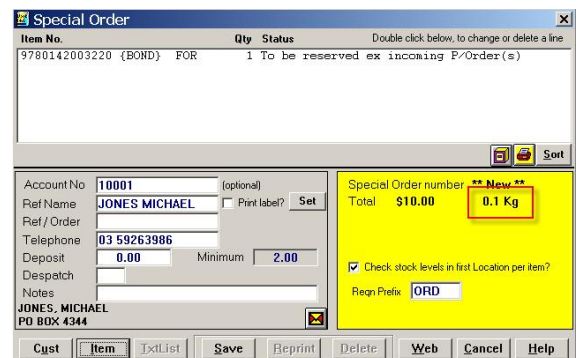 Special Order
Item No. Qty Status Double click below, to change or delete a line
9780142003220 {BOND} FOR 1 To be reserved ex incoming P/Order(s)
Sort
Account No 10001 (optional)
Ref Name JONES MICHAEL Print label? Set
Ref / Order
Telephone 03 59263986
Deposit 0.00 Minimum 2.00
Despatch
Notes
JONES, MICHAEL
PO BOX 4344
Special Order number ** New **
Total $10.00 0.1 Kg
Check stock levels in first Location per item?
Reqn Prefix ORD
Cust Item TxtList Save Reprint Delete Web Cancel Help